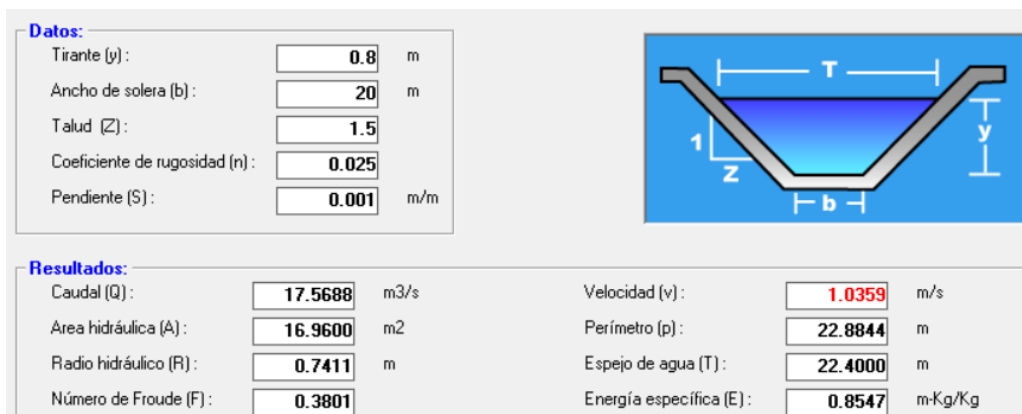 Datos:
Tirante (y) : 0.8 m
Ancho de solera (b) : 20 m
Talud (Z) : 1.5
Coeficiente de rugosidad (n) : 0.025
Pendiente (S) : 0.001 m/m
T
1
Z
y
b
Resultados:
Caudal (Q) : 17.5688 m3/s Velocidad (v) : 1.0359 m/s
Area hidráulica (A) : 16.9600 m2 Perímetro (p) : 22.8844 m
Radio hidráulico (R) : 0.7411 m Espejo de agua (T) : 22.4000 m
Número de Froude (F) : 0.3801 Energía específica (E) : 0.8547 m-Kg/Kg